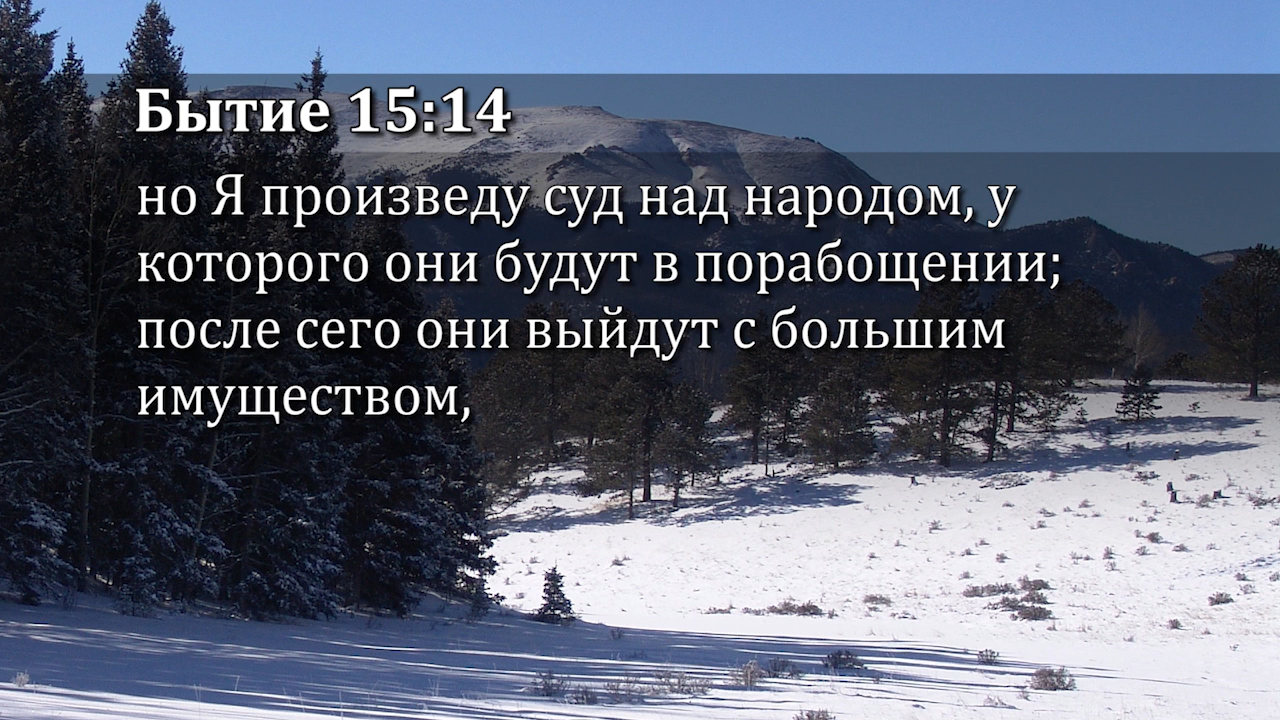 Бытие 15:14
но Я произведу суд над народом, у
которого они будут в порабощении;
после сего они выйдут с большим
имуществом,